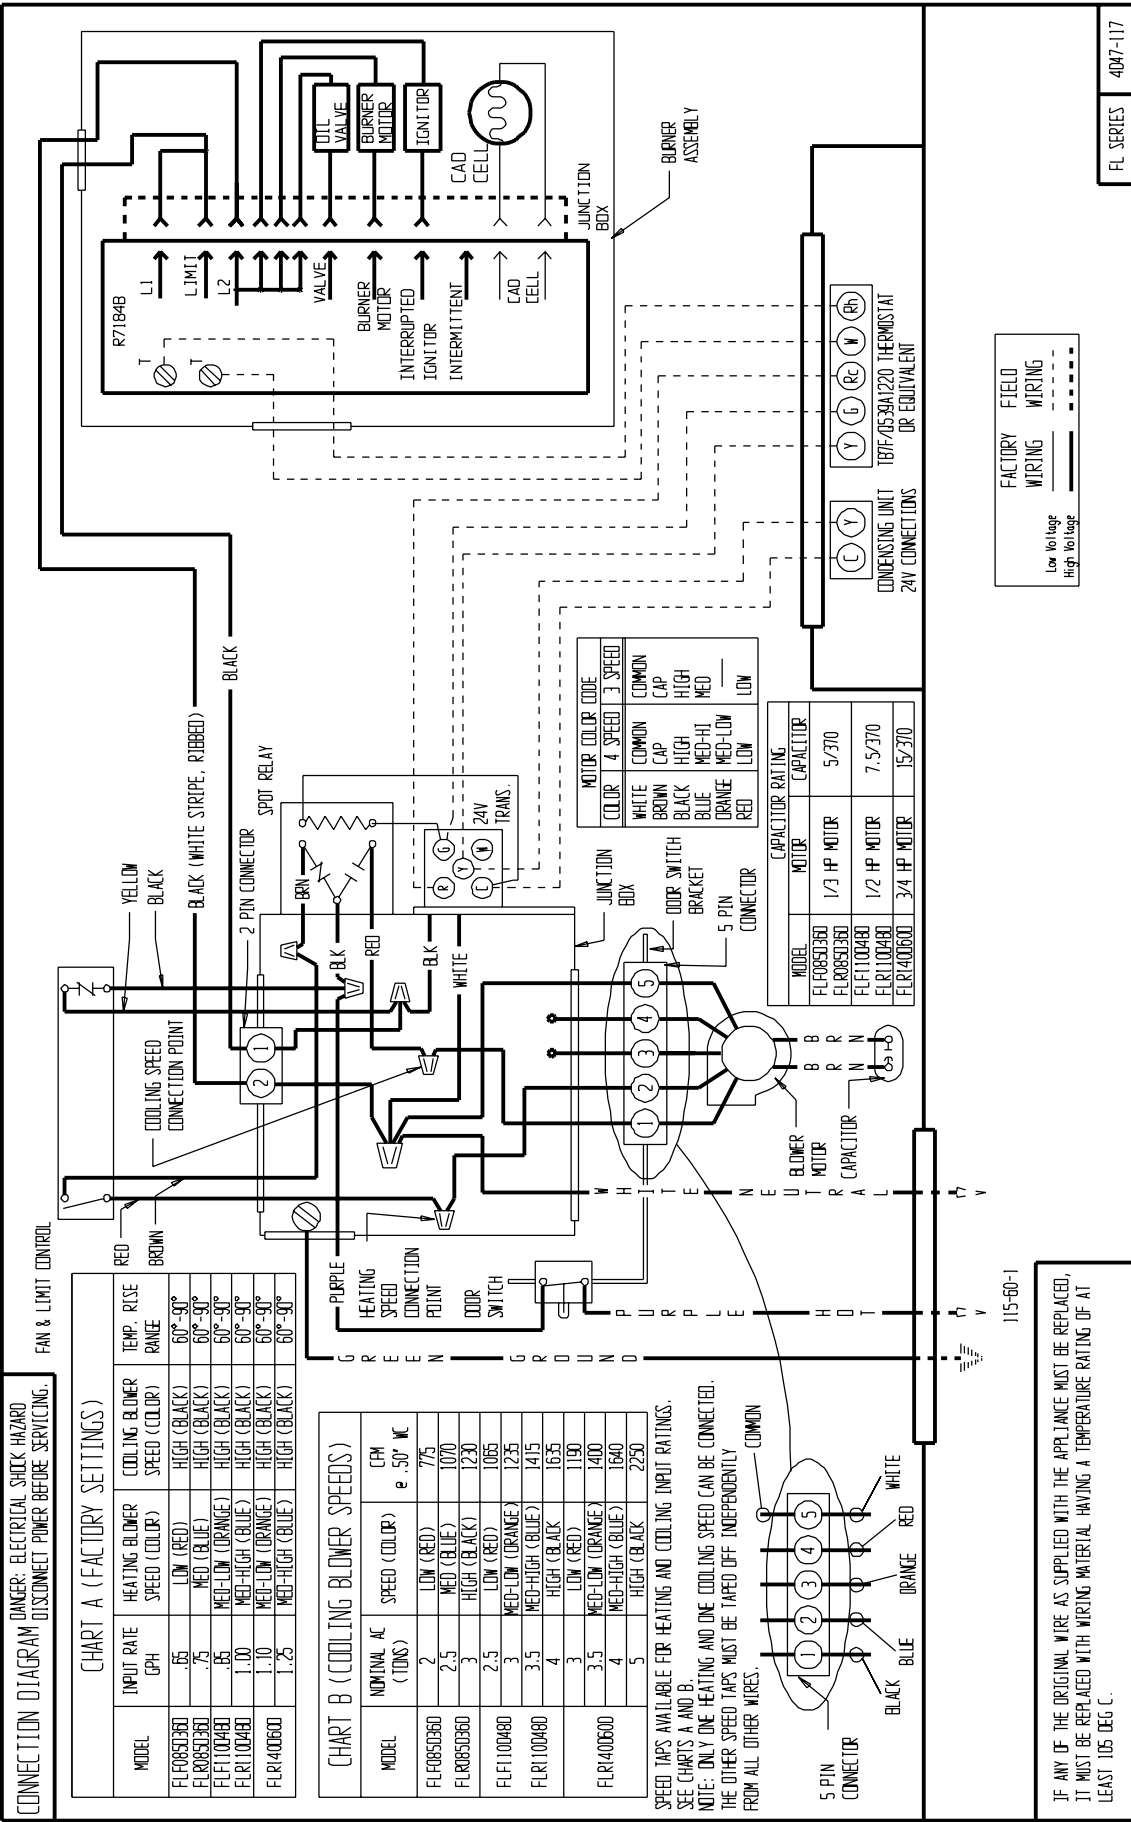 CONNECTION DIAGRAM
DANGER: ELECTRICAL SHOCK HAZARD
DISCONNECT POWER BEFORE SERVICING.
CHART A (FACTORY SETTINGS)
MODEL INPUT RATE GPH HEATING BLOWER SPEED (COLOR) COOLING BLOWER SPEED (COLOR) TEMP. RISE RANGE
FLF085D36D .65 LOW (RED) HIGH (BLACK) 60°-90°
FLR085D36D .75 MED (BLUE) HIGH (BLACK) 60°-90°
FLF110D48D .85 MED-LOW (ORANGE) HIGH (BLACK) 60°-90°
FLR110D48D 1.00 MED-HIGH (BLUE) HIGH (BLACK) 60°-90°
FLR140D60D 1.10 MED-LOW (ORANGE) HIGH (BLACK) 60°-90°
1.25 MED-HIGH (BLUE) HIGH (BLACK) 60°-90°
CHART B (COOLING BLOWER SPEEDS)
MODEL NOMINAL AC (TONS) SPEED (COLOR) CFM @ .50" WC
FLF085D36D 2 LOW (RED) 775
2.5 MED (BLUE) 1070
FLR085D36D 3 HIGH (BLACK) 1230
FLF110D48D 2.5 LOW (RED) 1065
3 MED-LOW (ORANGE) 1235
FLR110D48D 3.5 MED-HIGH (BLUE) 1415
4 HIGH (BLACK 1635
FLR140D60D 3 LOW (RED) 1190
3.5 MED-LOW (ORANGE) 1400
4 MED-HIGH (BLUE) 1640
5 HIGH (BLACK 2250
SPEED TAPS AVAILABLE FOR HEATING AND COOLING INPUT RATINGS.
SEE CHARTS A AND B.
NOTE: ONLY ONE HEATING AND ONE COOLING SPEED CAN BE CONNECTED.
THE OTHER SPEED TAPS MUST BE TAPED OFF INDEPENDENTLY
FROM ALL OTHER WIRES.
5 PIN
CONNECTOR
COMMON
1 2 3 4 5
BLACK
BLUE
ORANGE
RED
WHITE
IF ANY OF THE ORIGINAL WIRE AS SUPPLIED WITH THE APPLIANCE MUST BE REPLACED,
IT MUST BE REPLACED WITH WIRING MATERIAL HAVING A TEMPERATURE RATING OF AT
LEAST 105 DEG C.
FAN & LIMIT CONTROL
RED
BROWN
YELLOW
BLACK
COOLING SPEED
CONNECTION POINT
BLACK (WHITE STRIPE, RIBBED)
BLACK
2 PIN CONNECTOR
2 1
SPDT RELAY
BRN
BLK
RED
BLK
WHITE
PURPLE
HEATING
SPEED
CONNECTION
POINT
DOOR
SWITCH
GREEN GROUND
PURPLE HOT
WHITE NEUTRAL
115-60-1
R G
Y
C W
24V
TRANS.
JUNCTION
BOX
DOOR SWITCH
BRACKET
5 PIN
CONNECTOR
1 2 3 4 5
BLOWER
MOTOR
CAPACITOR
BRN
BRN
MOTOR COLOR CODE
COLOR 4 SPEED 3 SPEED
WHITE COMMON COMMON
BROWN CAP CAP
BLACK HIGH HIGH
BLUE MED-HI MED
ORANGE MED-LOW
RED LOW LOW
CAPACITOR RATING
MODEL MOTOR CAPACITOR
FLF085D36D
FLR085D36D 1/3 HP MOTOR 5/370
FLF110D48D
FLR110D48D 1/2 HP MOTOR 7.5/370
FLR140D60D 3/4 HP MOTOR 15/370
R7184B
T
T
L1
LIMIT
L2
VALVE
BURNER
MOTOR
INTERRUPTED
IGNITOR
INTERMITTENT
CAD
CELL
OIL
VALVE
BURNER
MOTOR
IGNITOR
CAD
CELL
JUNCTION
BOX
BURNER
ASSEMBLY
C Y
CONDENSING UNIT
24V CONNECTIONS
Y G Rc W Rh
T87F/Q539A1220 THERMOSTAT
OR EQUIVALENT
FACTORY WIRING FIELD WIRING
Low Voltage
High Voltage
FL SERIES 4047-117